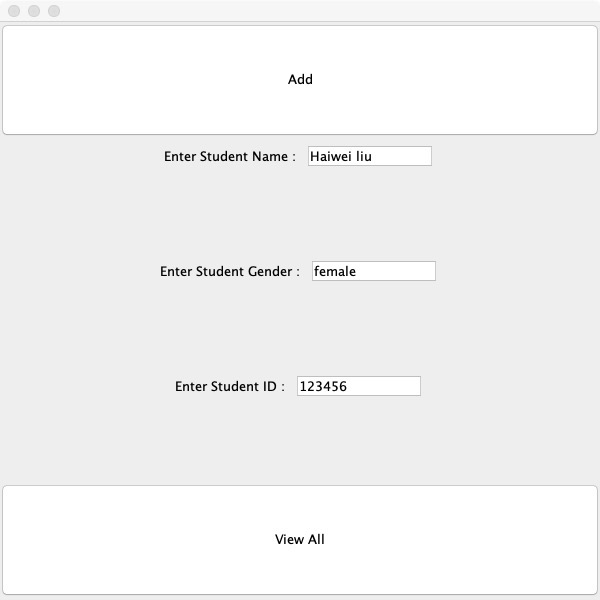 Add
Enter Student Name : Haiwei liu
Enter Student Gender : female
Enter Student ID : 123456
View All